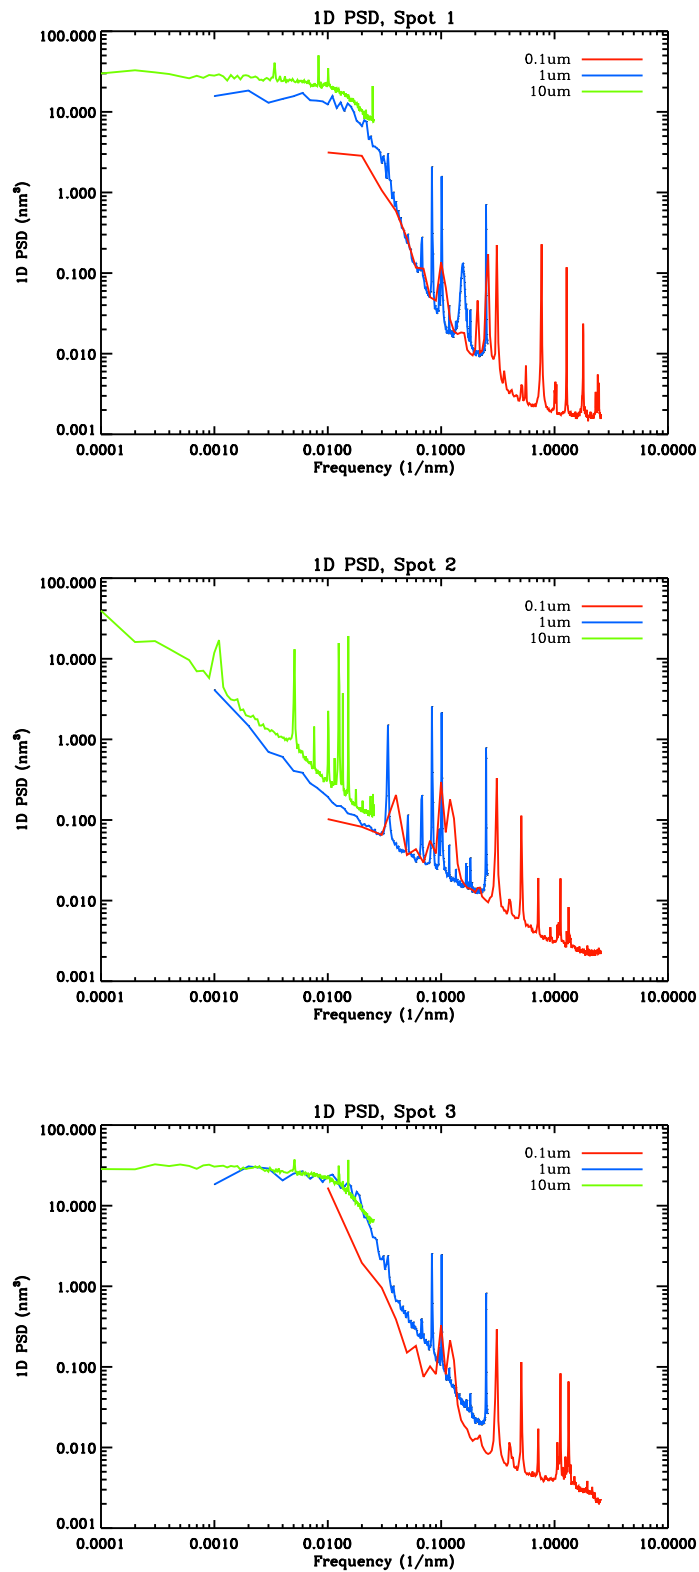 1D PSD, Spot 1
100.000
10.000
1.000
0.100
0.010
0.001
1D PSD (nm³)
0.1um
1um
10um
0.0001 0.0010 0.0100 0.1000 1.0000 10.0000
Frequency (1/nm)
1D PSD, Spot 2
100.000
10.000
1.000
0.100
0.010
0.001
1D PSD (nm³)
0.1um
1um
10um
0.0001 0.0010 0.0100 0.1000 1.0000 10.0000
Frequency (1/nm)
1D PSD, Spot 3
100.000
10.000
1.000
0.100
0.010
0.001
1D PSD (nm³)
0.1um
1um
10um
0.0001 0.0010 0.0100 0.1000 1.0000 10.0000
Frequency (1/nm)